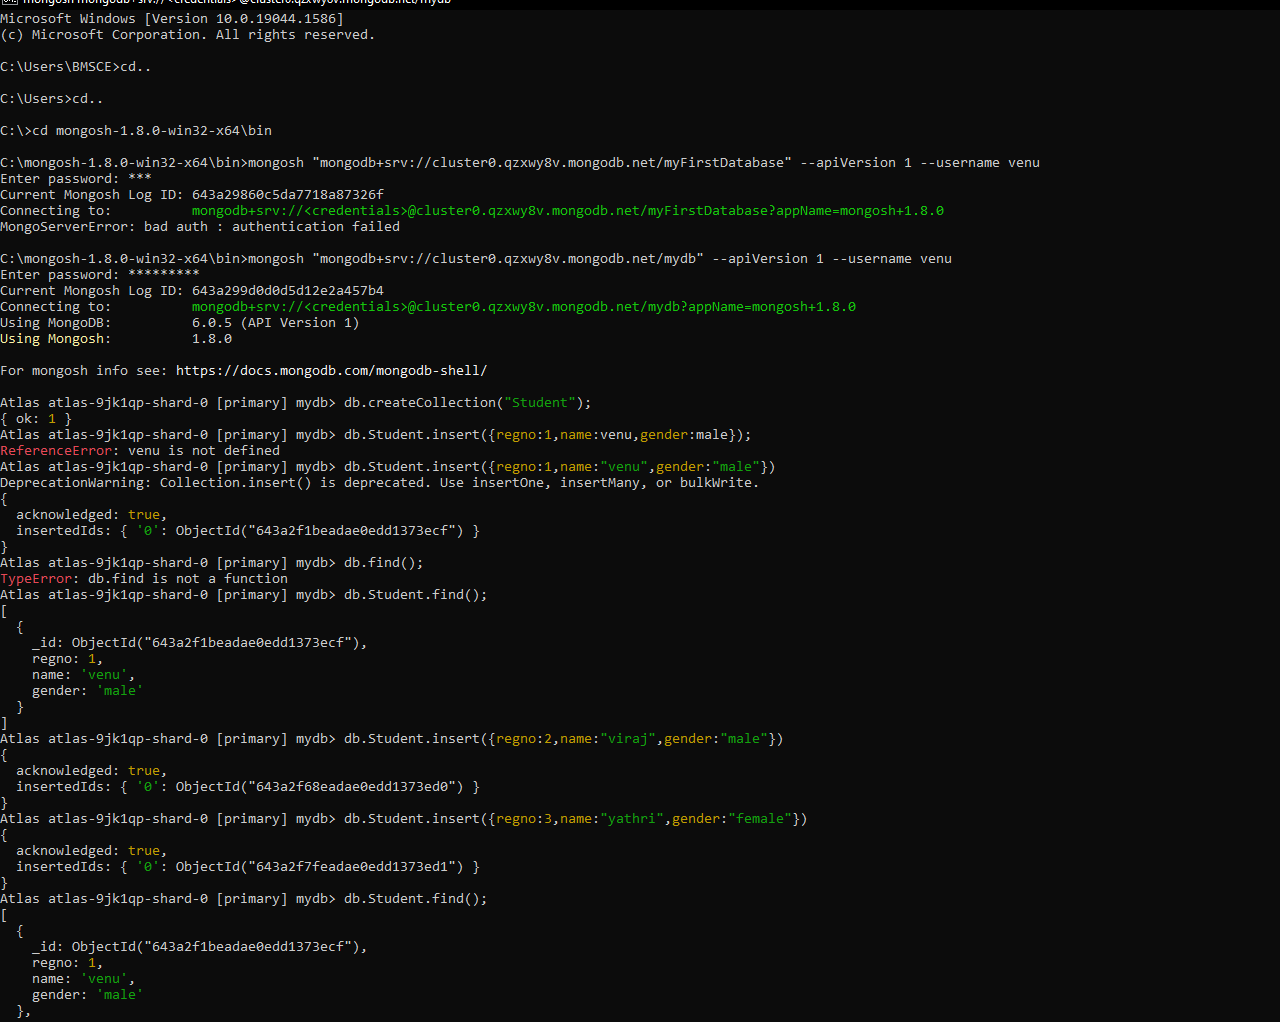 mongosh mongodb+srv://<credentials>@cluster0.qzxwy8v.mongodb.net/mydb
Microsoft Windows [Version 10.0.19044.1586]
(c) Microsoft Corporation. All rights reserved.
C:\Users\BMSCE>cd..
C:\Users>cd..
C:\>cd mongosh-1.8.0-win32-x64\bin
C:\mongosh-1.8.0-win32-x64\bin>mongosh "mongodb+srv://cluster0.qzxwy8v.mongodb.net/myFirstDatabase" --apiVersion 1 --username venu
Enter password: ***
Current Mongosh Log ID: 643a29860c5da7718a87326f
Connecting to:          mongodb+srv://<credentials>@cluster0.qzxwy8v.mongodb.net/myFirstDatabase?appName=mongosh+1.8.0
MongoServerError: bad auth : authentication failed
C:\mongosh-1.8.0-win32-x64\bin>mongosh "mongodb+srv://cluster0.qzxwy8v.mongodb.net/mydb" --apiVersion 1 --username venu
Enter password: *********
Current Mongosh Log ID: 643a299d0d0d5d12e2a457b4
Connecting to:          mongodb+srv://<credentials>@cluster0.qzxwy8v.mongodb.net/mydb?appName=mongosh+1.8.0
Using MongoDB:          6.0.5 (API Version 1)
Using Mongosh:          1.8.0
For mongosh info see: https://docs.mongodb.com/mongodb-shell/
Atlas atlas-9jk1qp-shard-0 [primary] mydb> db.createCollection("Student");
{ ok: 1 }
Atlas atlas-9jk1qp-shard-0 [primary] mydb> db.Student.insert({regno:1,name:venu,gender:male});
ReferenceError: venu is not defined
Atlas atlas-9jk1qp-shard-0 [primary] mydb> db.Student.insert({regno:1,name:"venu",gender:"male"})
DeprecationWarning: Collection.insert() is deprecated. Use insertOne, insertMany, or bulkWrite.
{
  acknowledged: true,
  insertedIds: { '0': ObjectId("643a2f1beadae0edd1373ecf") }
}
Atlas atlas-9jk1qp-shard-0 [primary] mydb> db.find();
TypeError: db.find is not a function
Atlas atlas-9jk1qp-shard-0 [primary] mydb> db.Student.find();
[
  {
    _id: ObjectId("643a2f1beadae0edd1373ecf"),
    regno: 1,
    name: 'venu',
    gender: 'male'
  }
]
Atlas atlas-9jk1qp-shard-0 [primary] mydb> db.Student.insert({regno:2,name:"viraj",gender:"male"})
{
  acknowledged: true,
  insertedIds: { '0': ObjectId("643a2f68eadae0edd1373ed0") }
}
Atlas atlas-9jk1qp-shard-0 [primary] mydb> db.Student.insert({regno:3,name:"yathri",gender:"female"})
{
  acknowledged: true,
  insertedIds: { '0': ObjectId("643a2f7feadae0edd1373ed1") }
}
Atlas atlas-9jk1qp-shard-0 [primary] mydb> db.Student.find();
[
  {
    _id: ObjectId("643a2f1beadae0edd1373ecf"),
    regno: 1,
    name: 'venu',
    gender: 'male'
  },